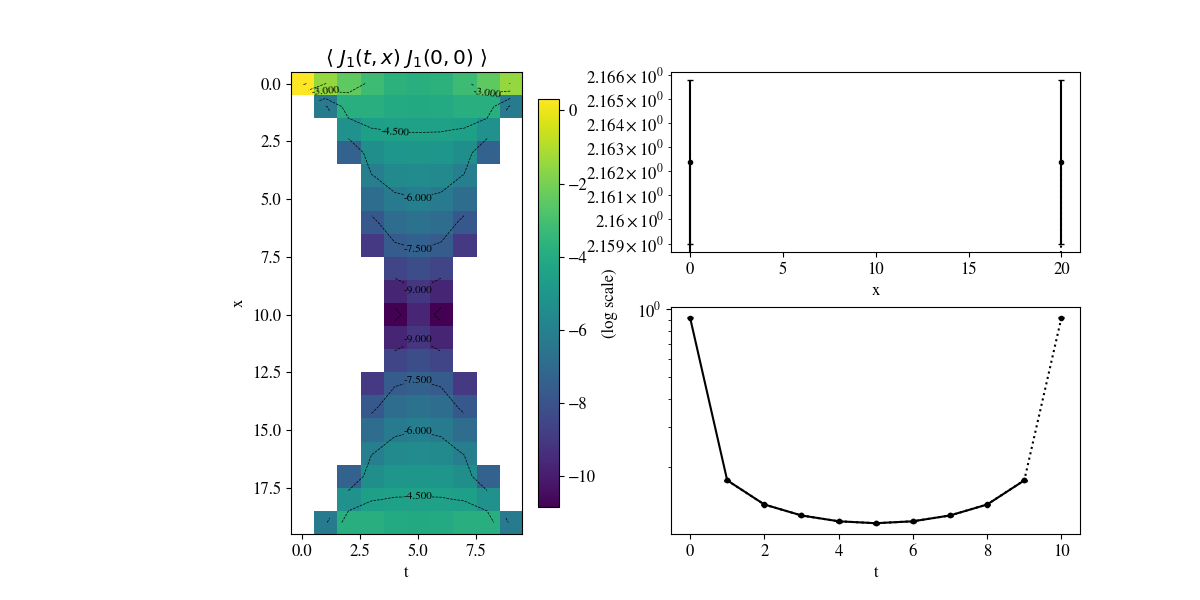 ⟨ J₁(t, x) J₁(0, 0) ⟩
0.0
2.5
5.0
7.5
10.0
12.5
15.0
17.5
x
-3.000
-3.000
-4.500
-6.000
-7.500
-9.000
-9.000
-7.500
-6.000
-4.500
0.0
2.5
5.0
7.5
t
0
−2
−4
−6
−8
−10
(log scale)
2.166 × 10⁰
2.165 × 10⁰
2.164 × 10⁰
2.163 × 10⁰
2.162 × 10⁰
2.161 × 10⁰
2.16 × 10⁰
2.159 × 10⁰
0
5
10
15
20
x
10⁰
0
2
4
6
8
10
t